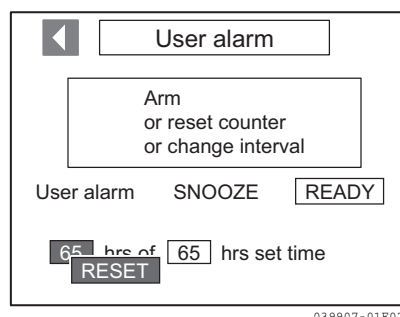 User alarm
Arm
or reset counter
or change interval
User alarm SNOOZE READY
65 hrs of 65 hrs set time
RESET